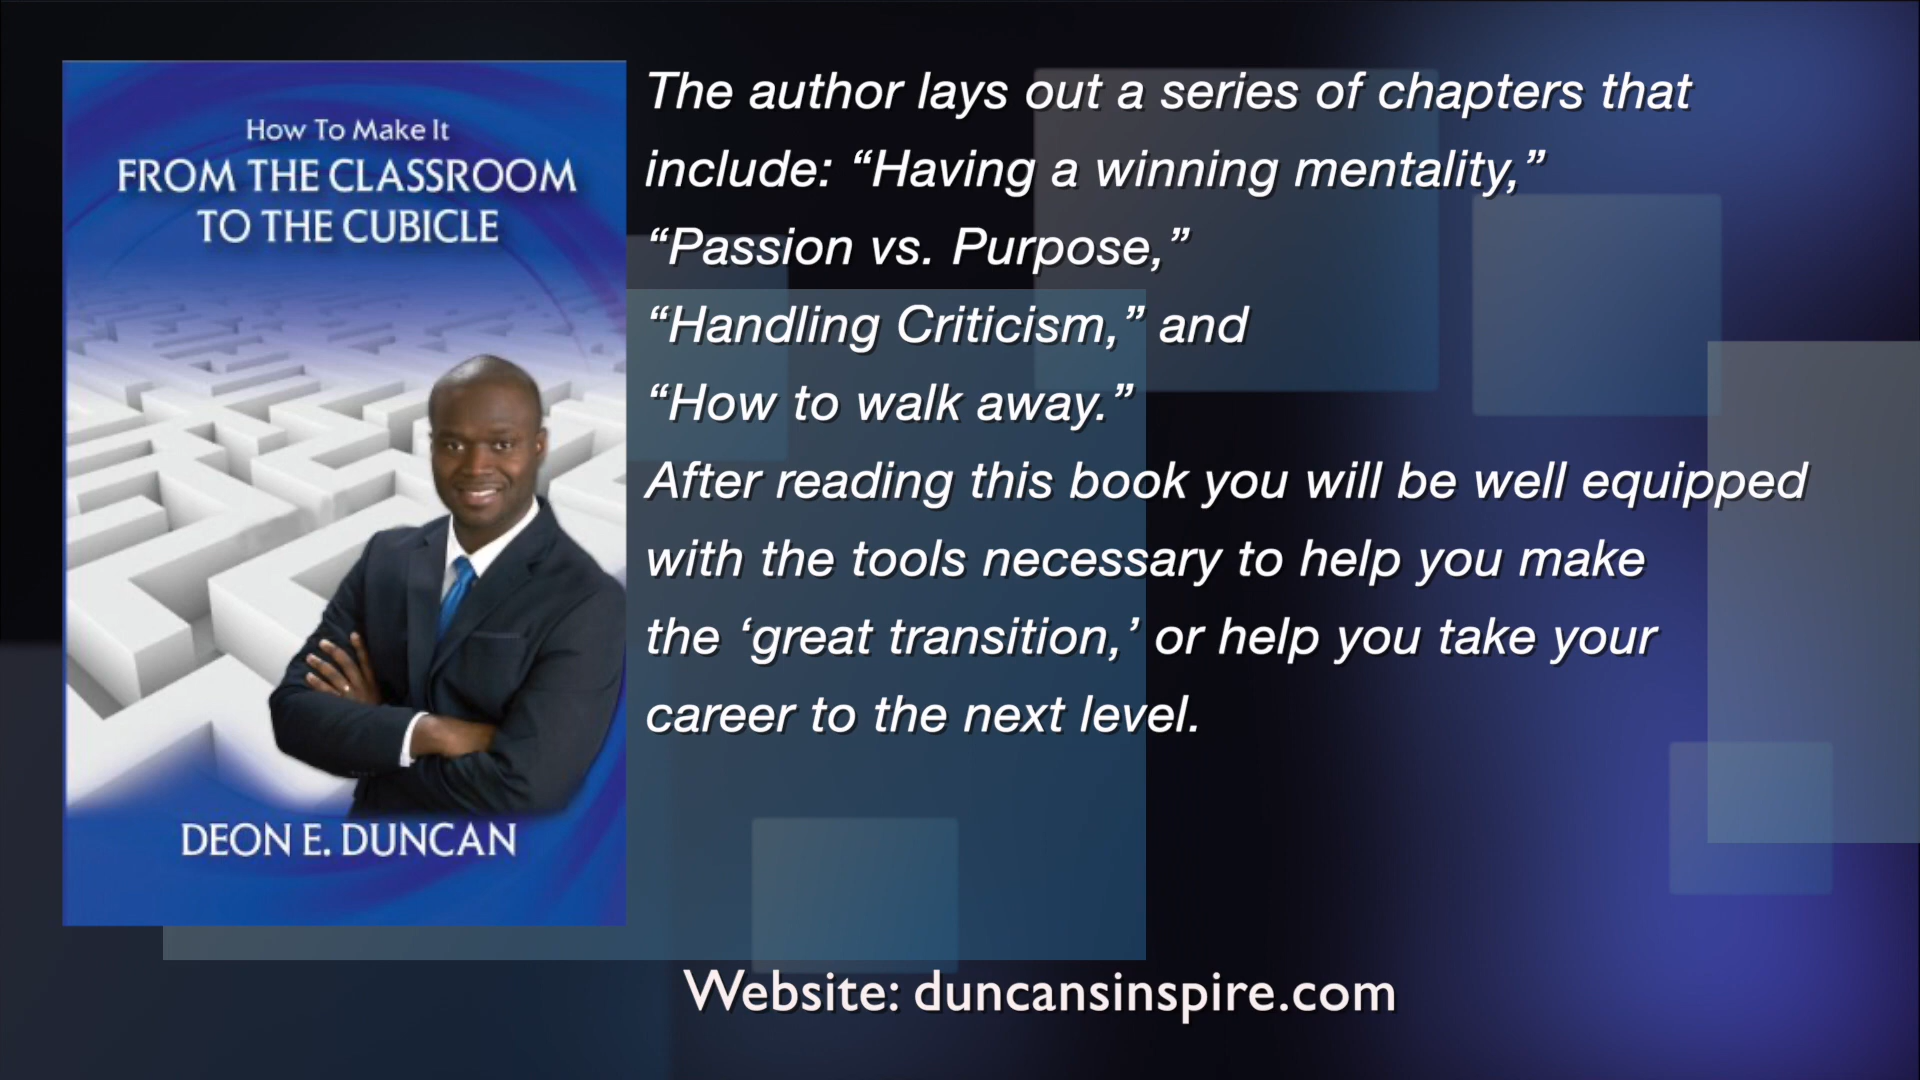 How To Make It
FROM THE CLASSROOM
TO THE CUBICLE
DEON E. DUNCAN
The author lays out a series of chapters that
include: “Having a winning mentality,”
“Passion vs. Purpose,”
“Handling Criticism,” and
“How to walk away.”
After reading this book you will be well equipped
with the tools necessary to help you make
the ‘great transition,’ or help you take your
career to the next level.
Website: duncansinspire.com